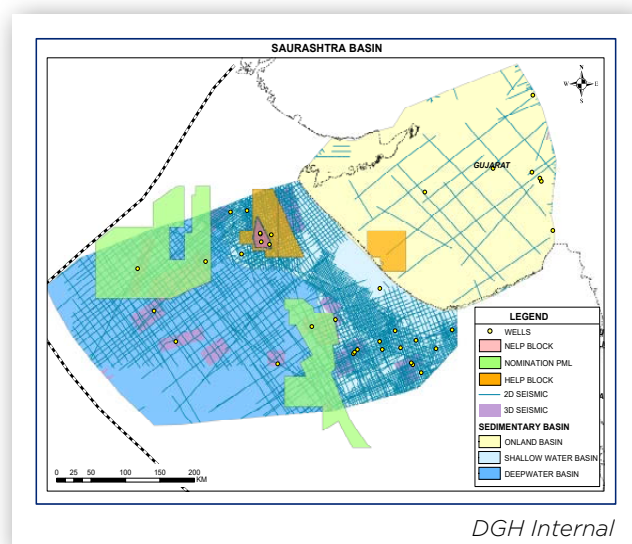 SAURASHTRA BASIN
N
W E
S
GUJARAT
LEGEND
WELLS
NELP BLOCK
NOMINATION PML
HELP BLOCK
2D SEISMIC
3D SEISMIC
SEDIMENTARY BASIN
ONLAND BASIN
SHALLOW WATER BASIN
DEEPWATER BASIN
0 25 50 100 150 200
KM
DGH Internal